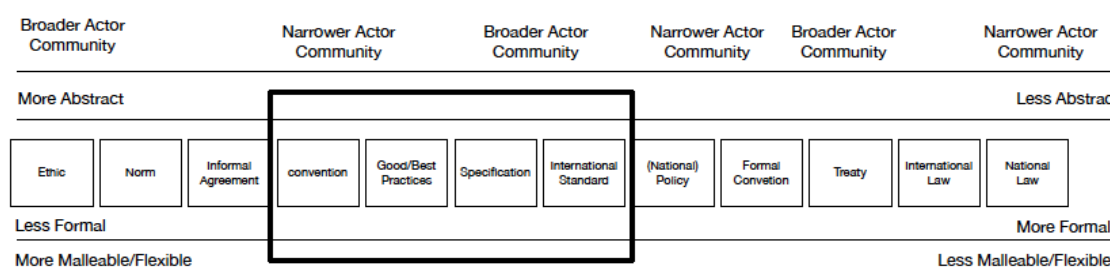 Broader Actor
Community
Narrower Actor
Community
Broader Actor
Community
Narrower Actor
Community
Broader Actor
Community
Narrower Actor
Community
More Abstract
Less Abstrac
Ethic
Norm
Informal
Agreement
convention
Good/Best
Practices
Specification
International
Standard
(National)
Policy
Formal
Convetion
Treaty
International
Law
National
Law
Less Formal
More Formal
More Malleable/Flexible
Less Malleable/Flexible